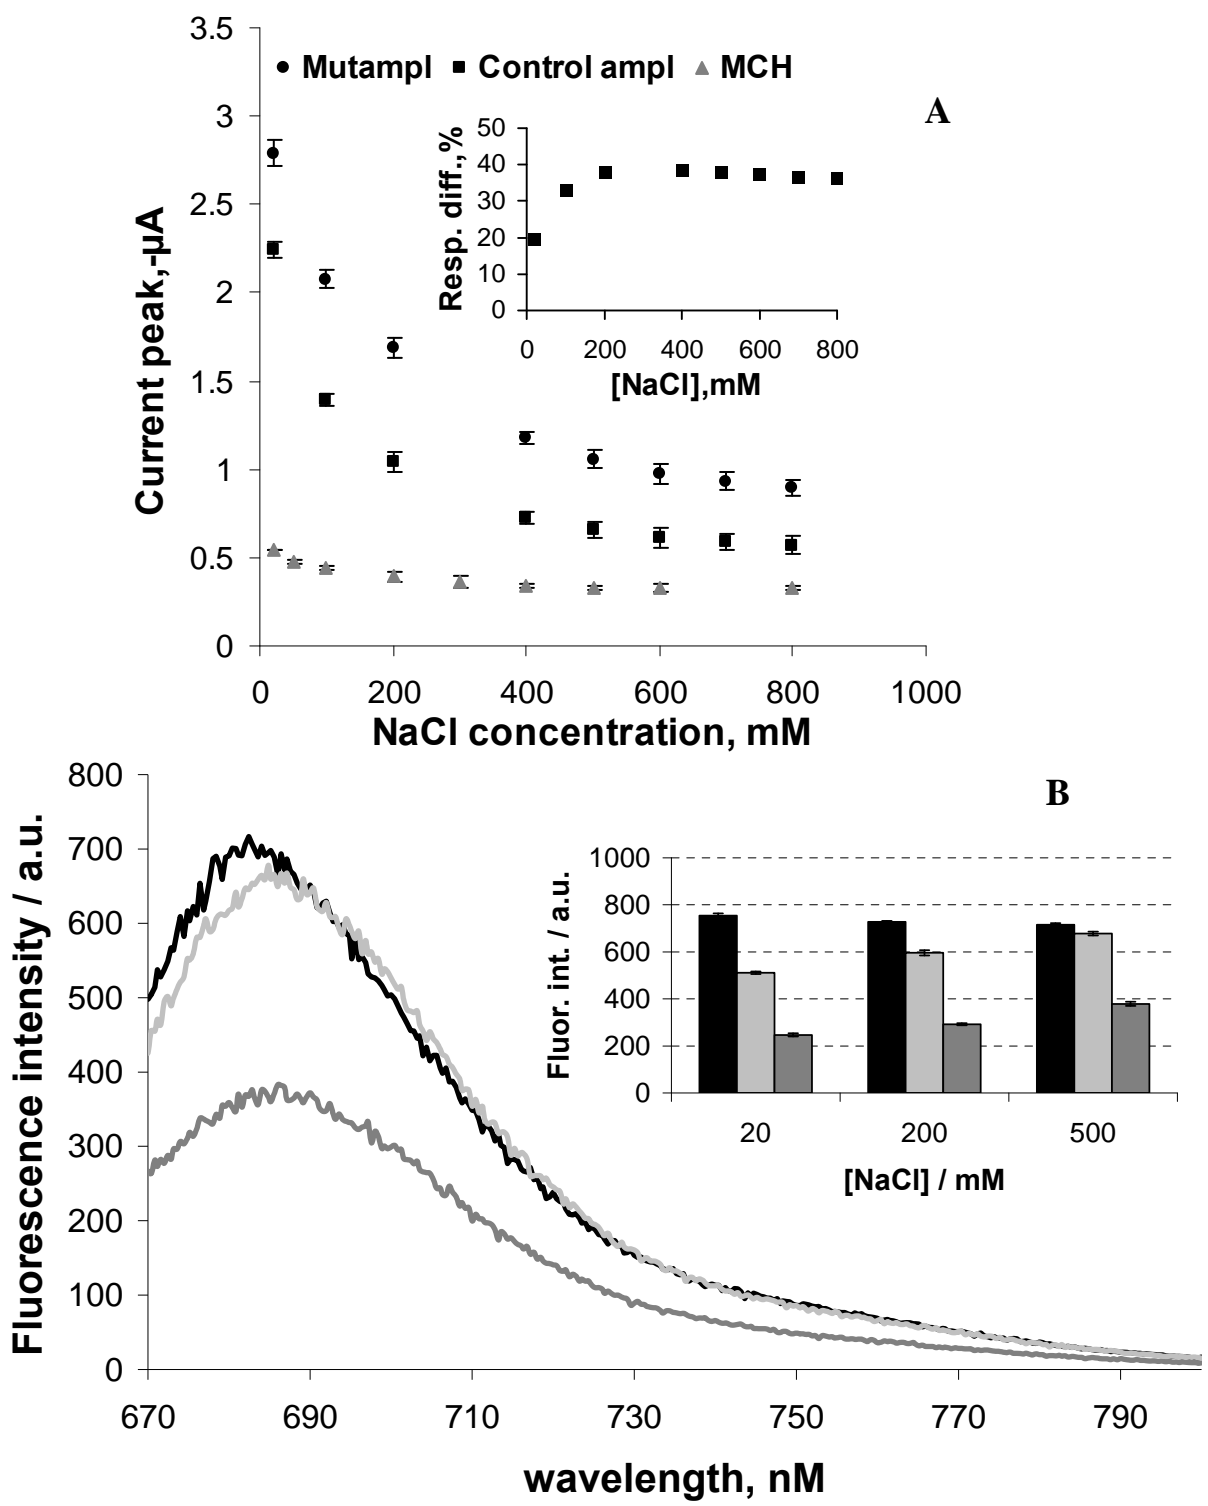 3.5
Mutampl Control ampl MCH
A
3
2.5
2
1.5
1
0.5
0
Current peak,-µA
50
40
30
20
10
0
Resp. diff.,%
0 200 400 600 800
[NaCl],mM
0 200 400 600 800 1000
NaCl concentration, mM
B
800
700
600
500
400
300
200
100
0
Fluorescence intensity / a.u.
1000
800
600
400
200
0
Fluor. int. / a.u.
20 200 500
[NaCl] / mM
670 690 710 730 750 770 790
wavelength, nM